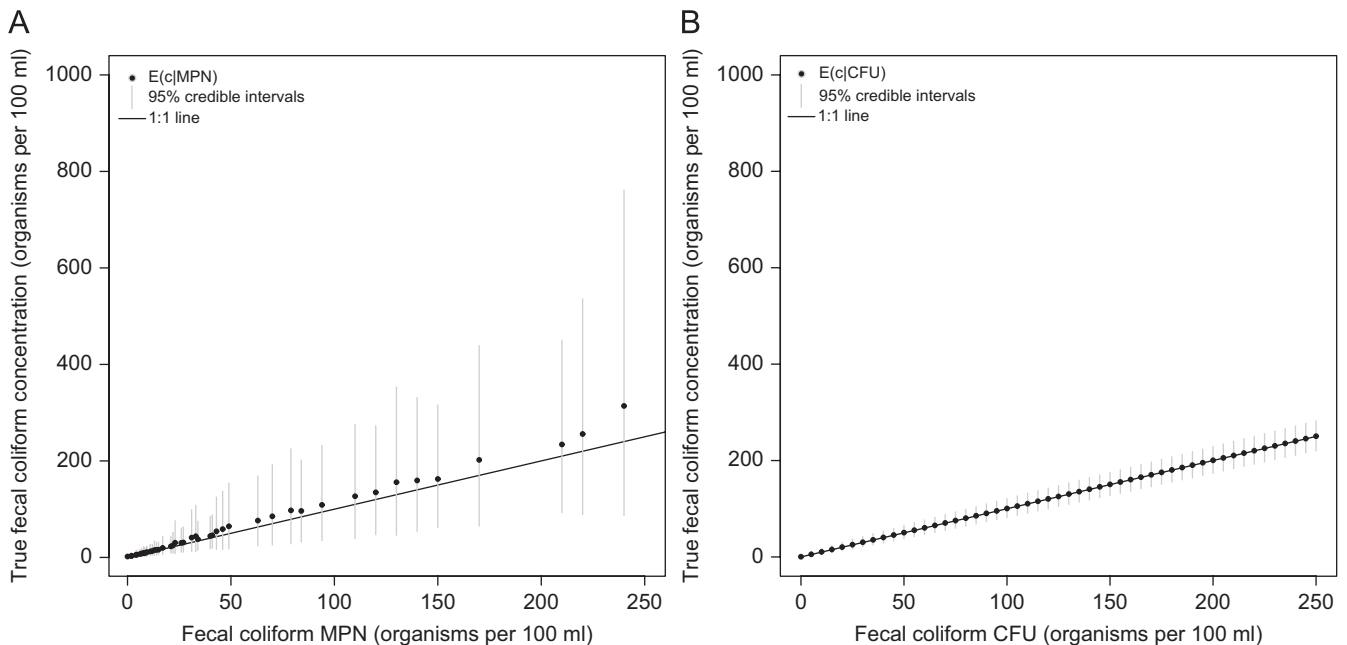 A
True fecal coliform concentration (organisms per 100 ml)
1000
800
600
400
200
0
E(c|MPN)
95% credible intervals
1:1 line
0 50 100 150 200 250
Fecal coliform MPN (organisms per 100 ml)
B
True fecal coliform concentration (organisms per 100 ml)
1000
800
600
400
200
0
E(c|CFU)
95% credible intervals
1:1 line
0 50 100 150 200 250
Fecal coliform CFU (organisms per 100 ml)